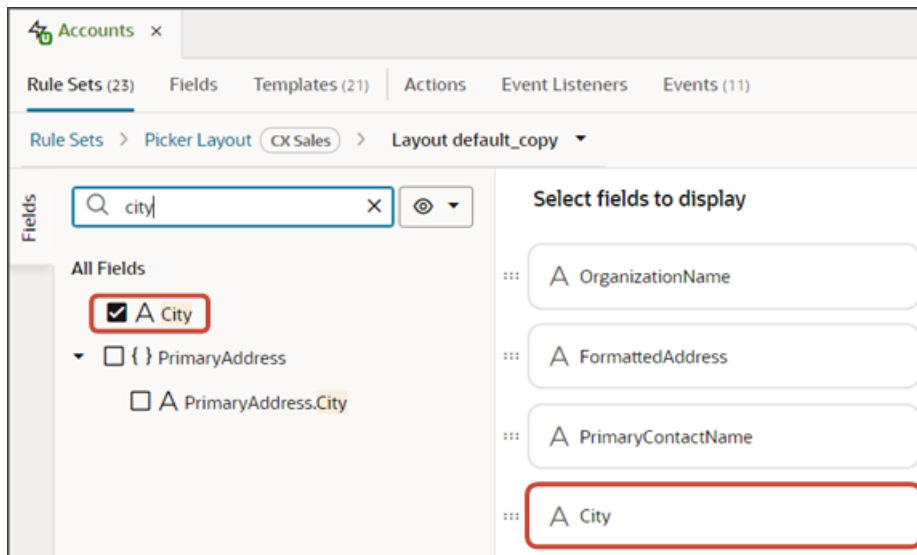 Accounts ×
Rule Sets (23) Fields Templates (21) Actions Event Listeners Events (11)
Rule Sets > Picker Layout CX Sales > Layout default_copy
Fields
city
All Fields
A City
{ } PrimaryAddress
A PrimaryAddress.City
Select fields to display
A OrganizationName
A FormattedAddress
A PrimaryContactName
A City